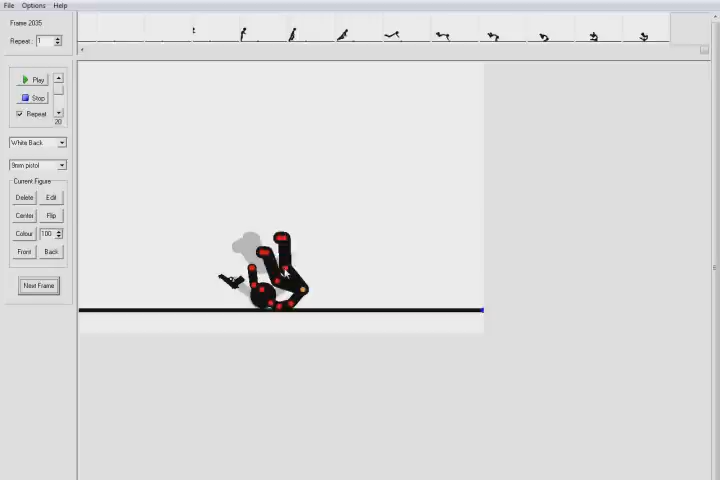 File Options Help
Frame 2035
Repeat: 1
Play
Stop
Repeat
20
White Back
9mm pistol
Current Figure
Delete Edit
Center Flip
Colour 100
Front Back
Next Frame